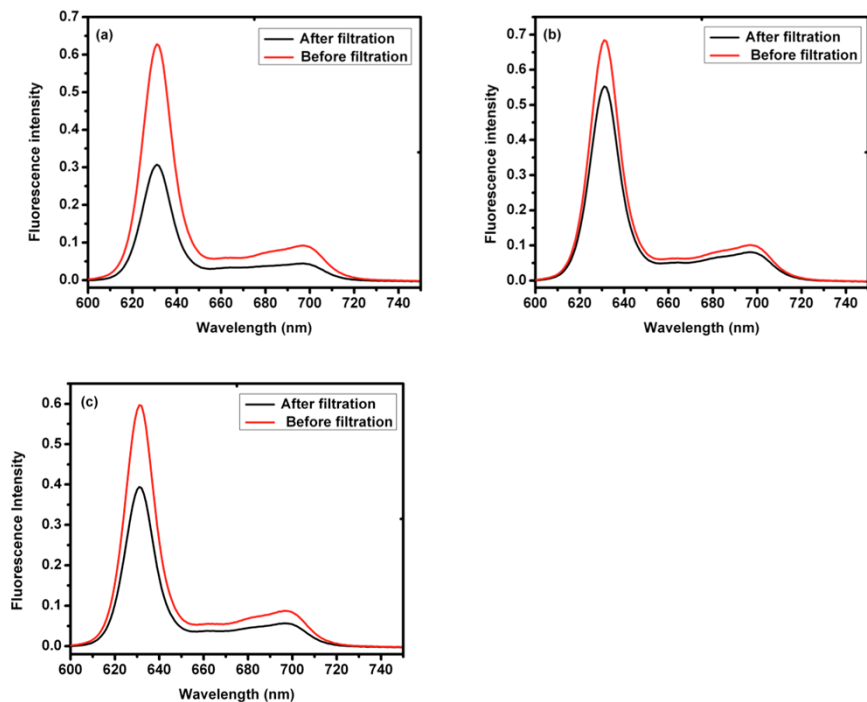 (a)
After filtration
Before filtration
Fluorescence intensity
0.7
0.6
0.5
0.4
0.3
0.2
0.1
0.0
600 620 640 660 680 700 720 740
Wavelength (nm)
(b)
After filtration
Before filtration
Fluorescence intensity
0.7
0.6
0.5
0.4
0.3
0.2
0.1
0.0
600 620 640 660 680 700 720 740
Wavelength (nm)
(c)
After filtration
Before filtration
Fluorescence Intensity
0.6
0.5
0.4
0.3
0.2
0.1
0.0
600 620 640 660 680 700 720 740
Wavelength (nm)